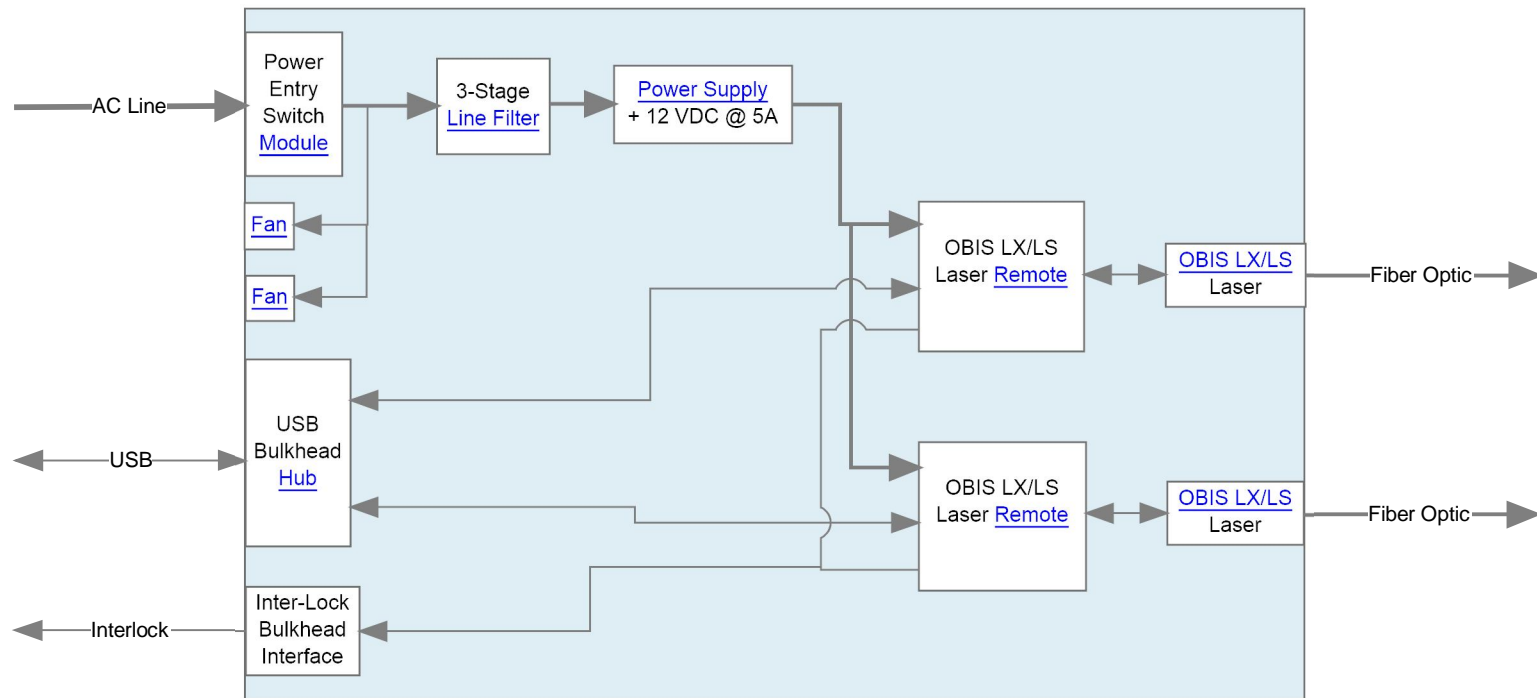 AC Line
Power
Entry
Switch
Module
3-Stage
Line Filter
Power Supply
+ 12 VDC @ 5A
Fan
Fan
OBIS LX/LS
Laser Remote
OBIS LX/LS
Laser
Fiber Optic
USB
USB
Bulkhead
Hub
OBIS LX/LS
Laser Remote
OBIS LX/LS
Laser
Fiber Optic
Interlock
Inter-Lock
Bulkhead
Interface